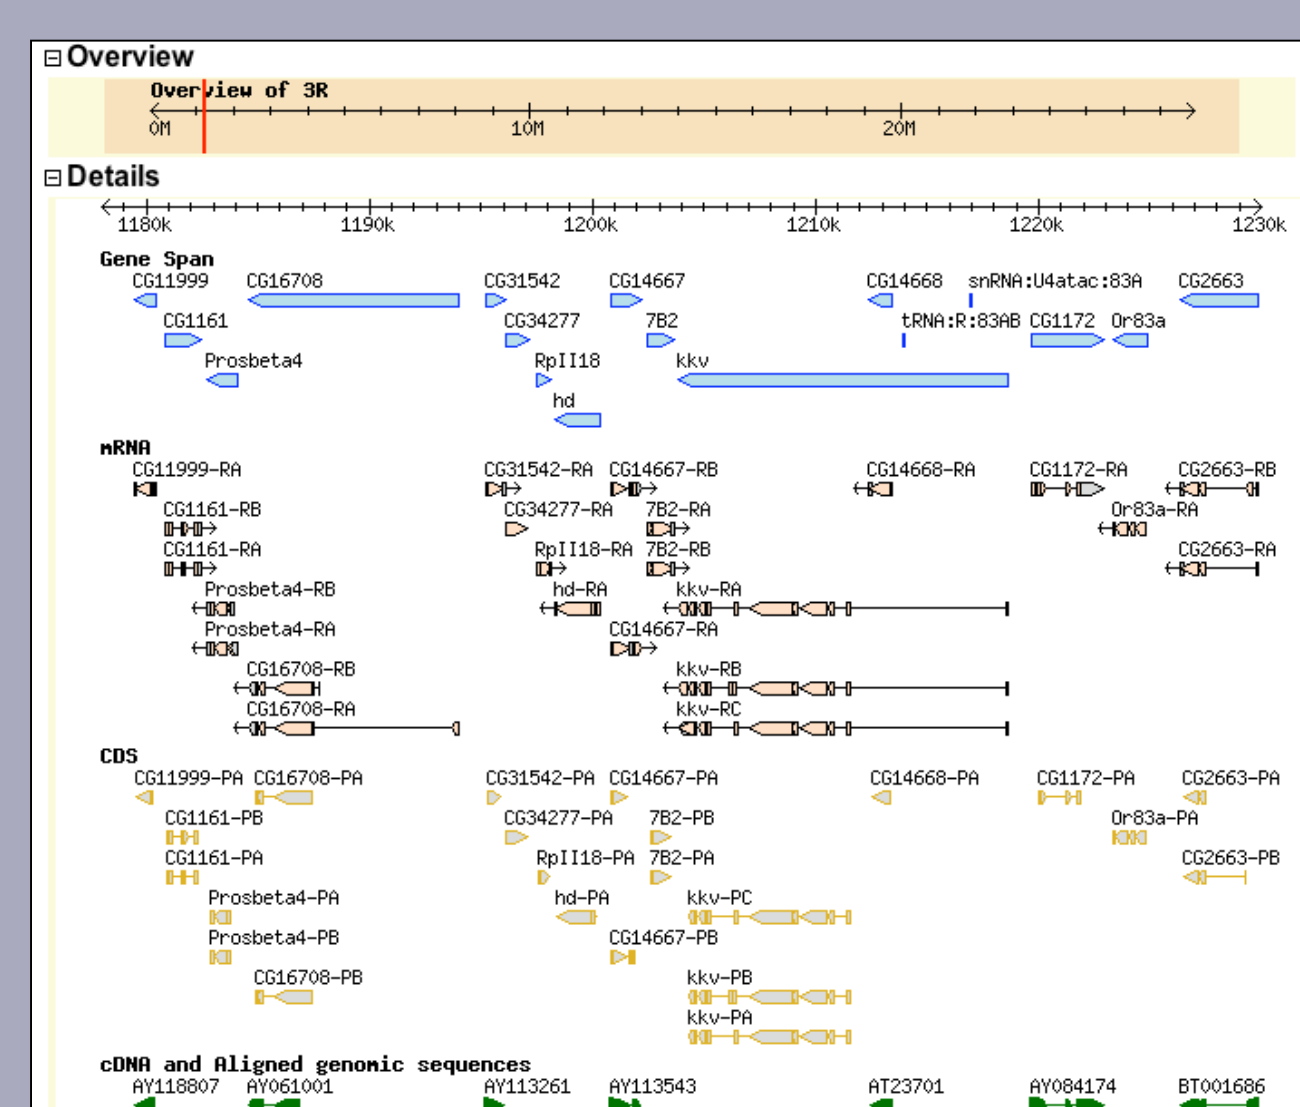 Overview
Overview of 3R
0M 10M 20M
Details
1180k 1190k 1200k 1210k 1220k 1230k
Gene Span
CG11999 CG16708 CG31542 CG14667 CG14668 snRNA:U4atac:83A CG2663
CG1161 CG34277 7B2 tRNA:R:83AB CG1172 Or83a
Prosbeta4 RpII18 kkv
hd
mRNA
CG11999-RA CG31542-RA CG14667-RB CG14668-RA CG1172-RA CG2663-RB
CG1161-RB CG34277-RA 7B2-RA Or83a-RA
CG1161-RA RpII18-RA 7B2-RB CG2663-RA
Prosbeta4-RB hd-RA kkv-RA
Prosbeta4-RA CG14667-RA
CG16708-RB kkv-RB
CG16708-RA kkv-RC
CDS
CG11999-PA CG16708-PA CG31542-PA CG14667-PA CG14668-PA CG1172-PA CG2663-PA
CG1161-PB CG34277-PA 7B2-PB Or83a-PA
CG1161-PA RpII18-PA 7B2-PA CG2663-PB
Prosbeta4-PA hd-PA kkv-PC
Prosbeta4-PB CG14667-PB
CG16708-PB kkv-PB
kkv-PA
cDNA and Aligned genomic sequences
AY118807 AY061001 AY113261 AY113543 AT23701 AY084174 BT001686